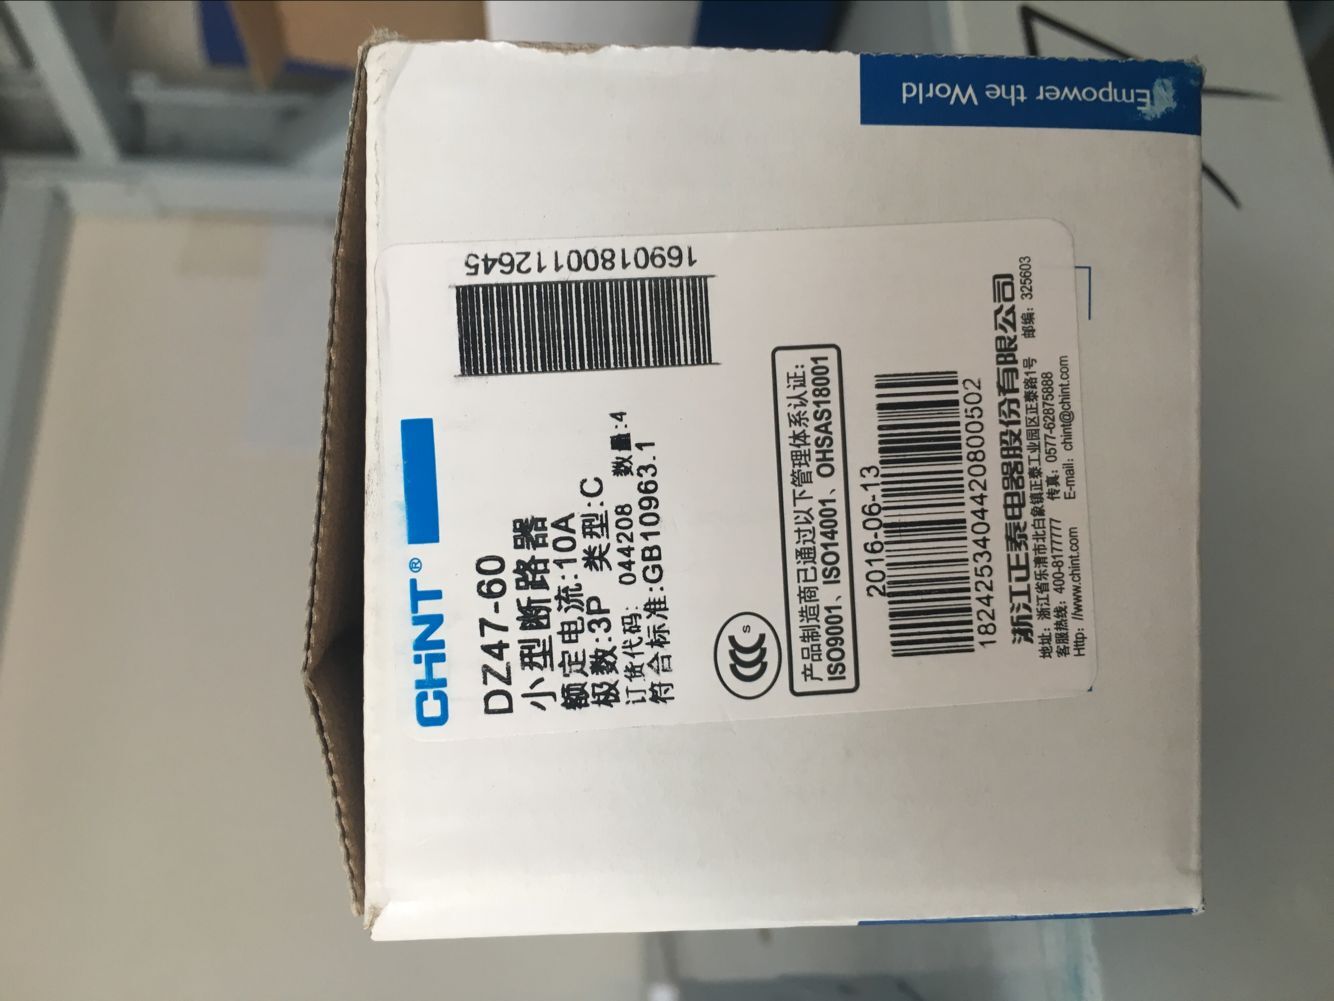 Empower the World
CHNT®
16901800112645
DZ47-60
小型断路器
额定电流:10A
极数:3P 类型:C
订货代码: 044208 数量:4
符合标准:GB10963.1
CCC S
产品制造商已通过以下管理体系认证:
ISO9001、ISO14001、OHSAS18001
2016-06-13
182425340442080​0502
浙江正泰电器股份有限公司
地址: 浙江省乐清市北白象镇正泰工业园区正泰路1号 邮编: 325603
客服热线: 400-8177777 传真: 0577-62875888
Http: //www.chint.com E-mail: chint@chint.com